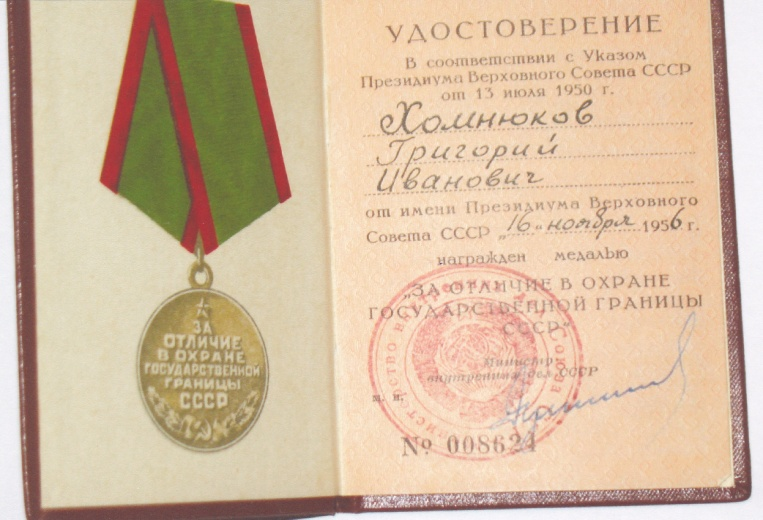 ЗА
ОТЛИЧИЕ
В ОХРАНЕ
ГОСУДАРСТВЕННОЙ
ГРАНИЦЫ
СССР
УДОСТОВЕРЕНИЕ
В соответствии с Указом
Президиума Верховного Совета СССР
от 13 июля 1950 г.
Хомнюков
Григорий
Иванович
от имени Президиума Верховного
Совета СССР „16" ноября 1956 г.
награжден медалью
„ЗА ОТЛИЧИЕ В ОХРАНЕ
ГОСУДАРСТВЕННОЙ ГРАНИЦЫ
СССР"
Министр
внутренних дел СССР
м. п.
№ 008624